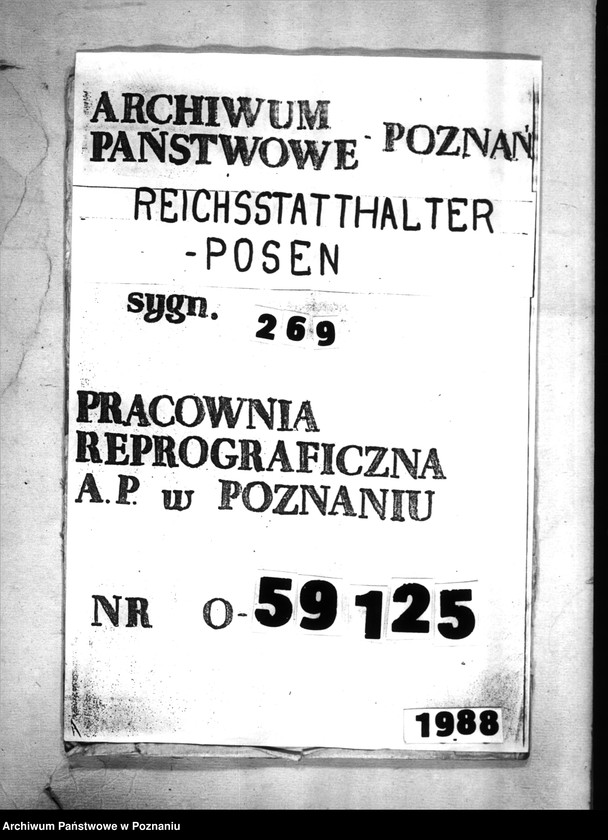 ARCHIWUM
PAŃSTWOWE - POZNAŃ
REICHSSTATTHALTER
-POSEN
sygn. 269
PRACOWNIA
REPROGRAFICZNA
A.P. w POZNANIU
NR O-59125
1988
Archiwum Państwowe w Poznaniu